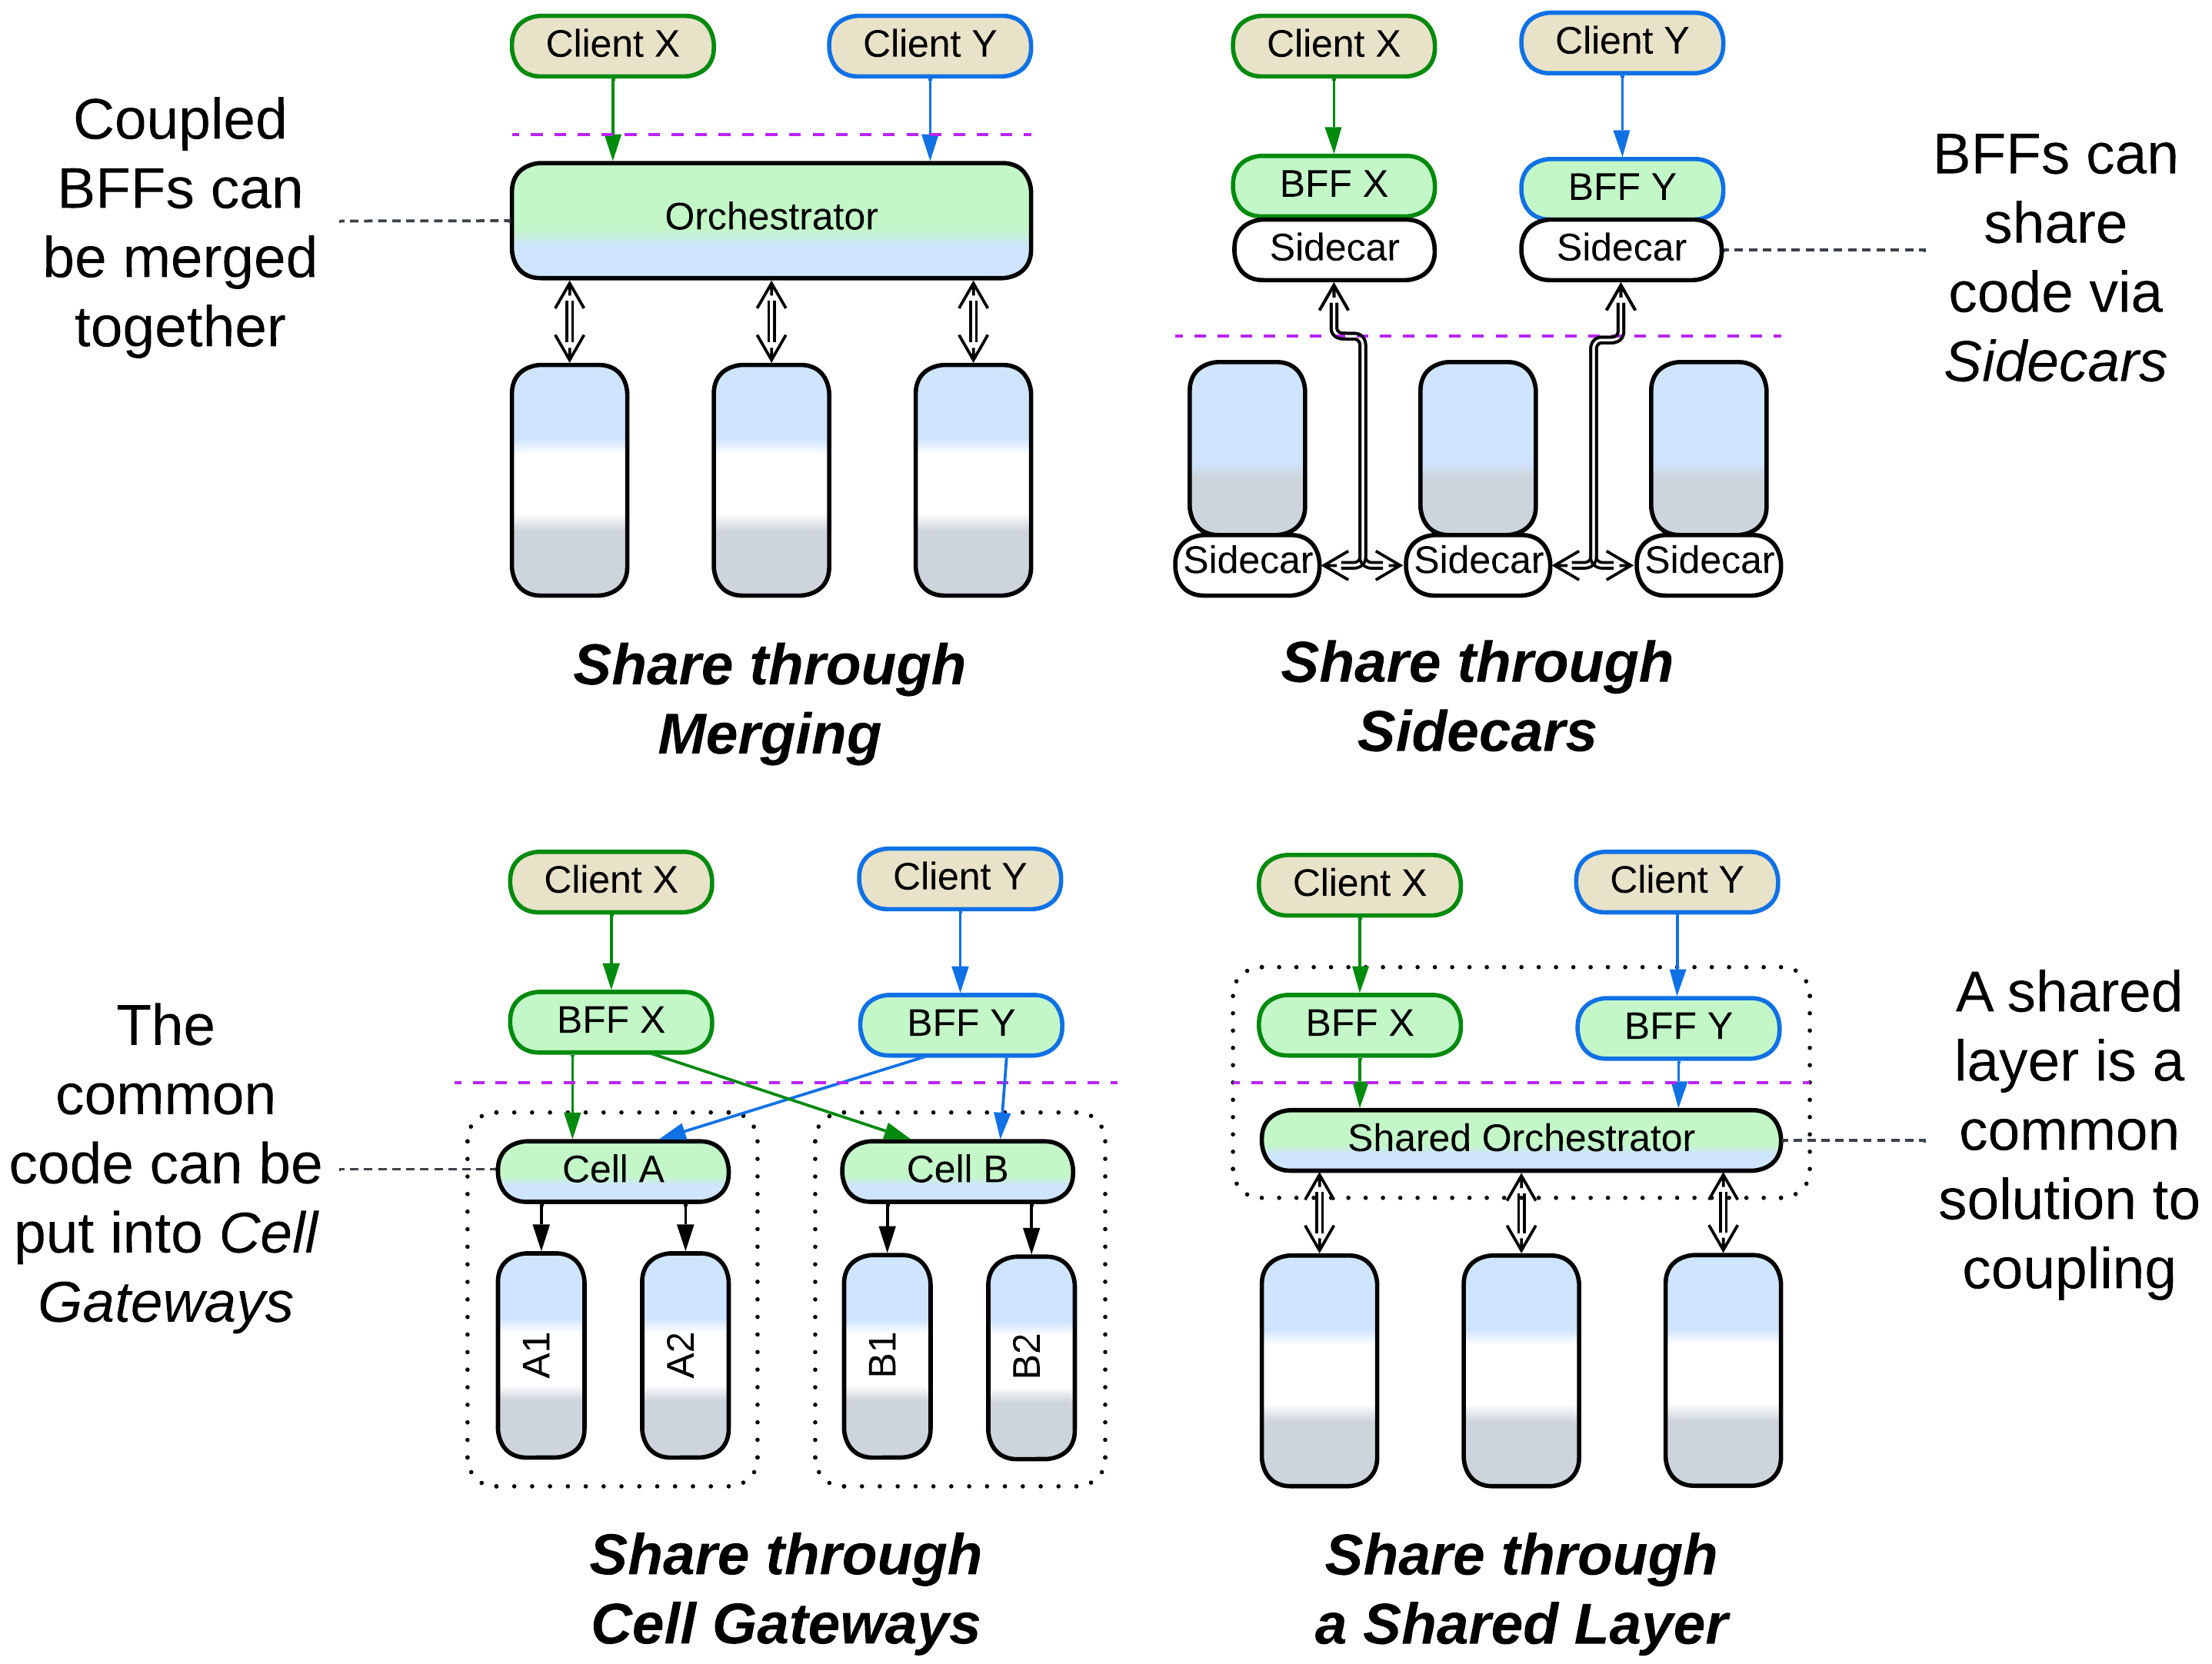 Client X
Client Y
Coupled
BFFs can
be merged
together
Orchestrator
Share through
Merging
Client X
Client Y
BFF X
BFF Y
Sidecar
Sidecar
BFFs can
share
code via
Sidecars
Sidecar
Sidecar
Sidecar
Share through
Sidecars
Client X
Client Y
BFF X
BFF Y
The
common
code can be
put into Cell
Gateways
Cell A
Cell B
A1
A2
B1
B2
Share through
Cell Gateways
Client X
Client Y
BFF X
BFF Y
Shared Orchestrator
A shared
layer is a
common
solution to
coupling
Share through
a Shared Layer